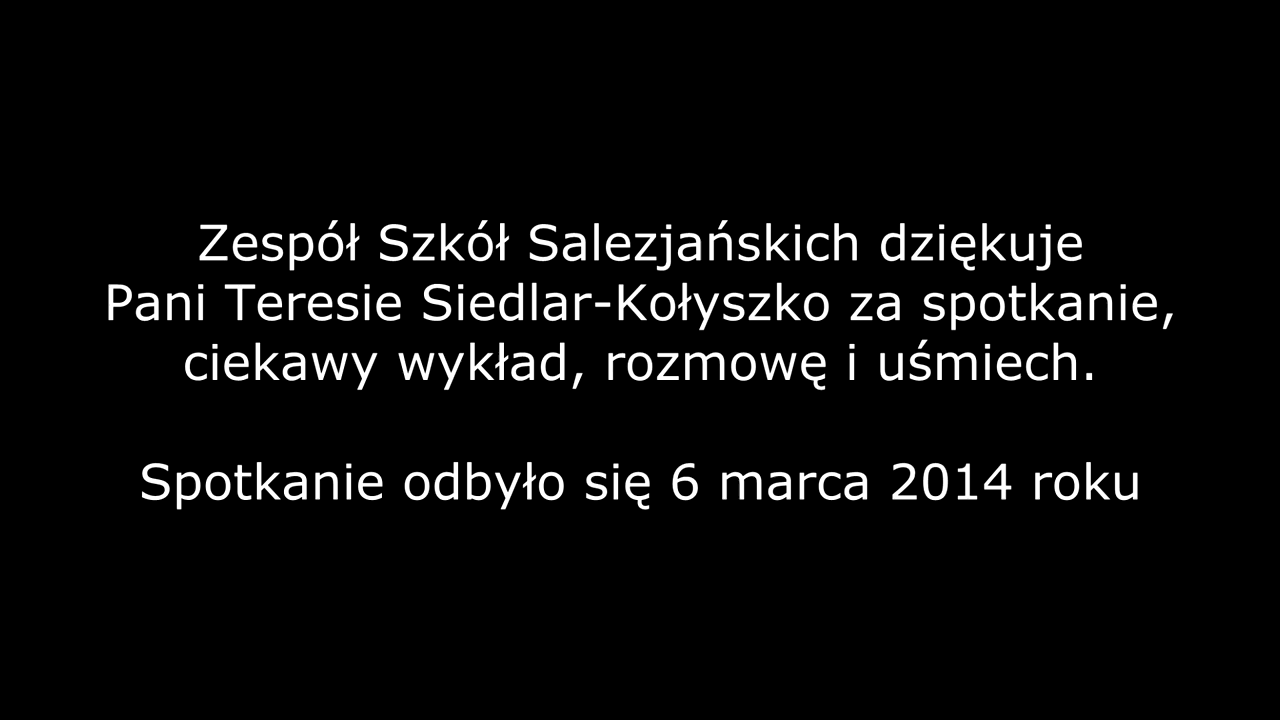 Zespół Szkół Salezjańskich dziękuje
Pani Teresie Siedlar-Kołyszko za spotkanie,
ciekawy wykład, rozmowę i uśmiech.
Spotkanie odbyło się 6 marca 2014 roku